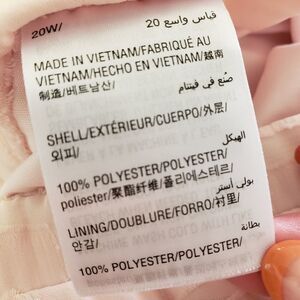 20W/ قياس واسع 20
MADE IN VIETNAM/FABRIQUÉ AU
VIETNAM/HECHO EN VIETNAM/越南
制造/베트남산/ صُنع في فيتنام
SHELL/EXTÉRIEUR/CUERPO/外层/
외피/ الهيكل
100% POLYESTER/POLYESTER/
poliester/聚酯纤维/폴리에스테르/
بولي أستر
LINING/DOUBLURE/FORRO/衬里/
안감/ بطانة
100% POLYESTER/POLYESTER/